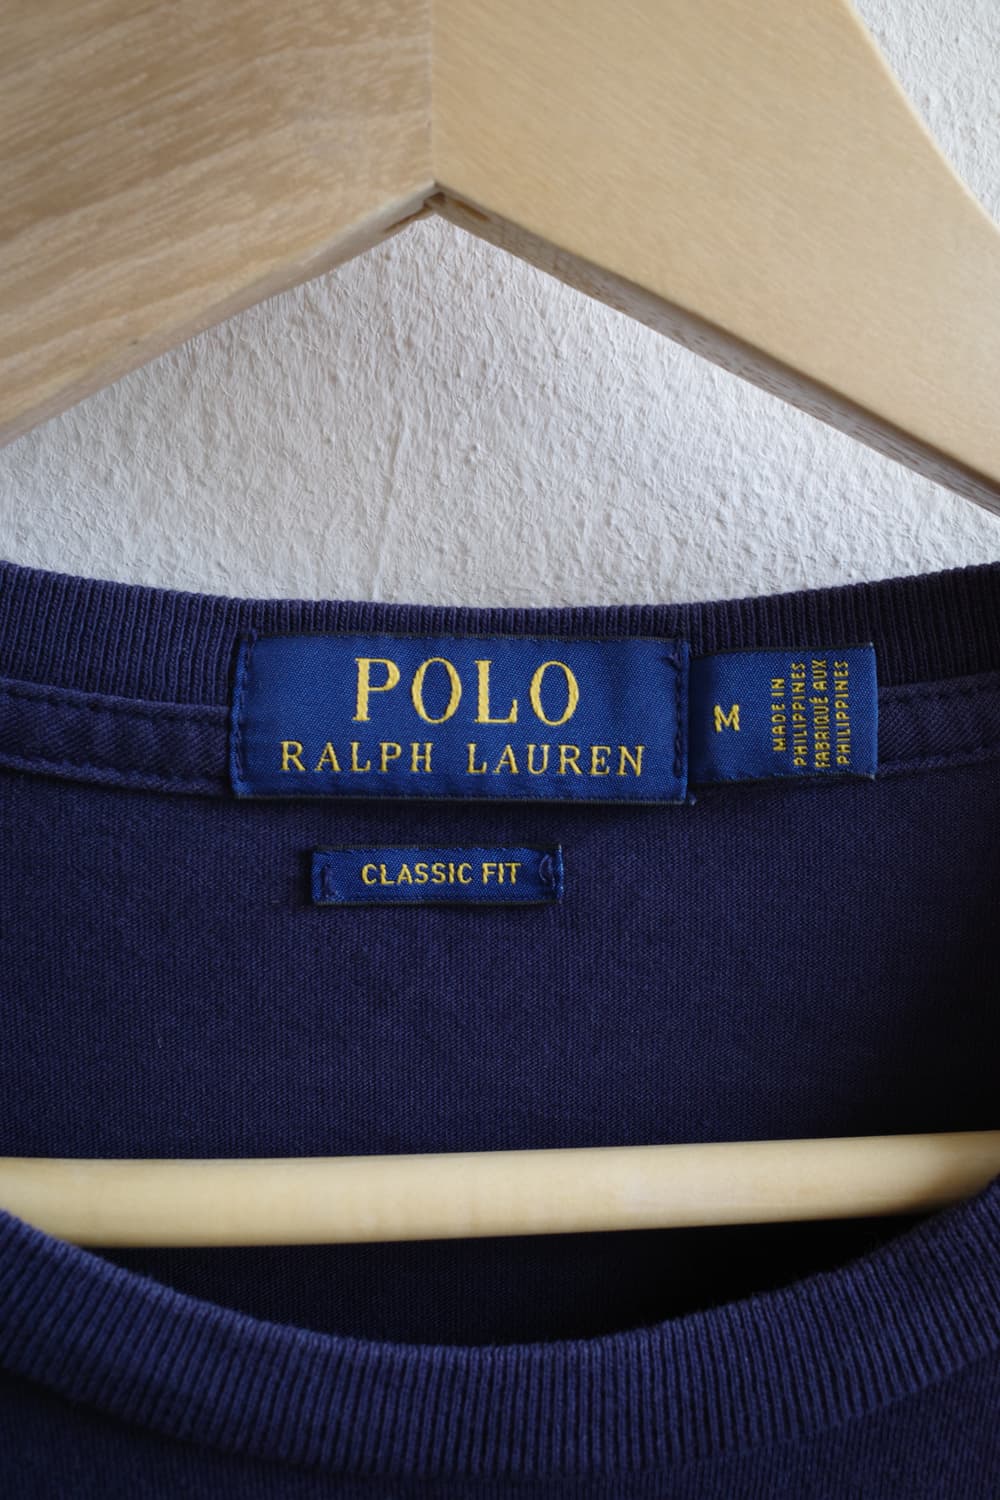 POLO
RALPH LAUREN
M
MADE IN
PHILIPPINES
FABRIQUÉ AUX
PHILIPPINES
CLASSIC FIT